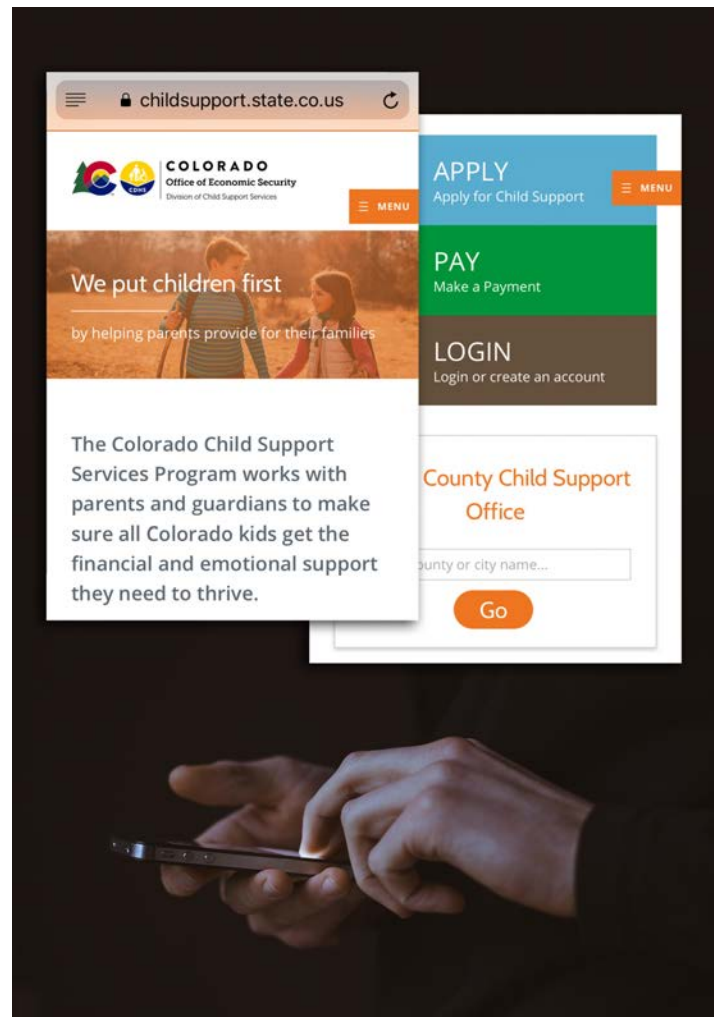 childsupport.state.co.us
COLORADO
Office of Economic Security
Division of Child Support Services
CDHS
MENU
We put children first
by helping parents provide for their families
The Colorado Child Support
Services Program works with
parents and guardians to make
sure all Colorado kids get the
financial and emotional support
they need to thrive.
APPLY
Apply for Child Support
MENU
PAY
Make a Payment
LOGIN
Login or create an account
County Child Support
Office
ounty or city name...
Go